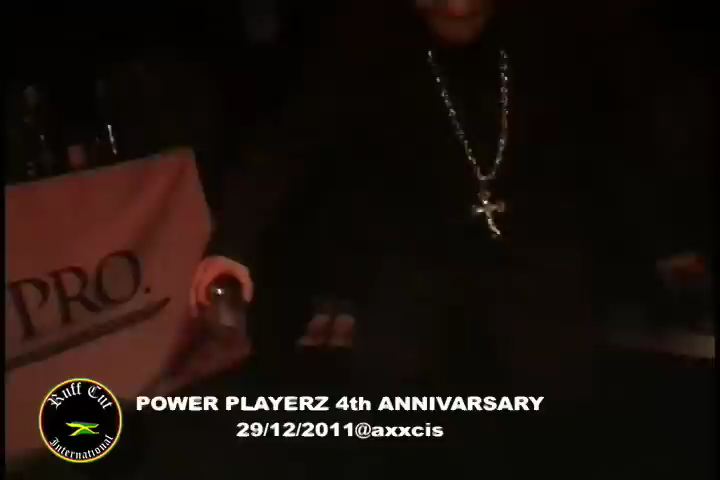 PRO.
Ruff Cut
International
POWER PLAYERZ 4th ANNIVARSARY
29/12/2011@axxcis